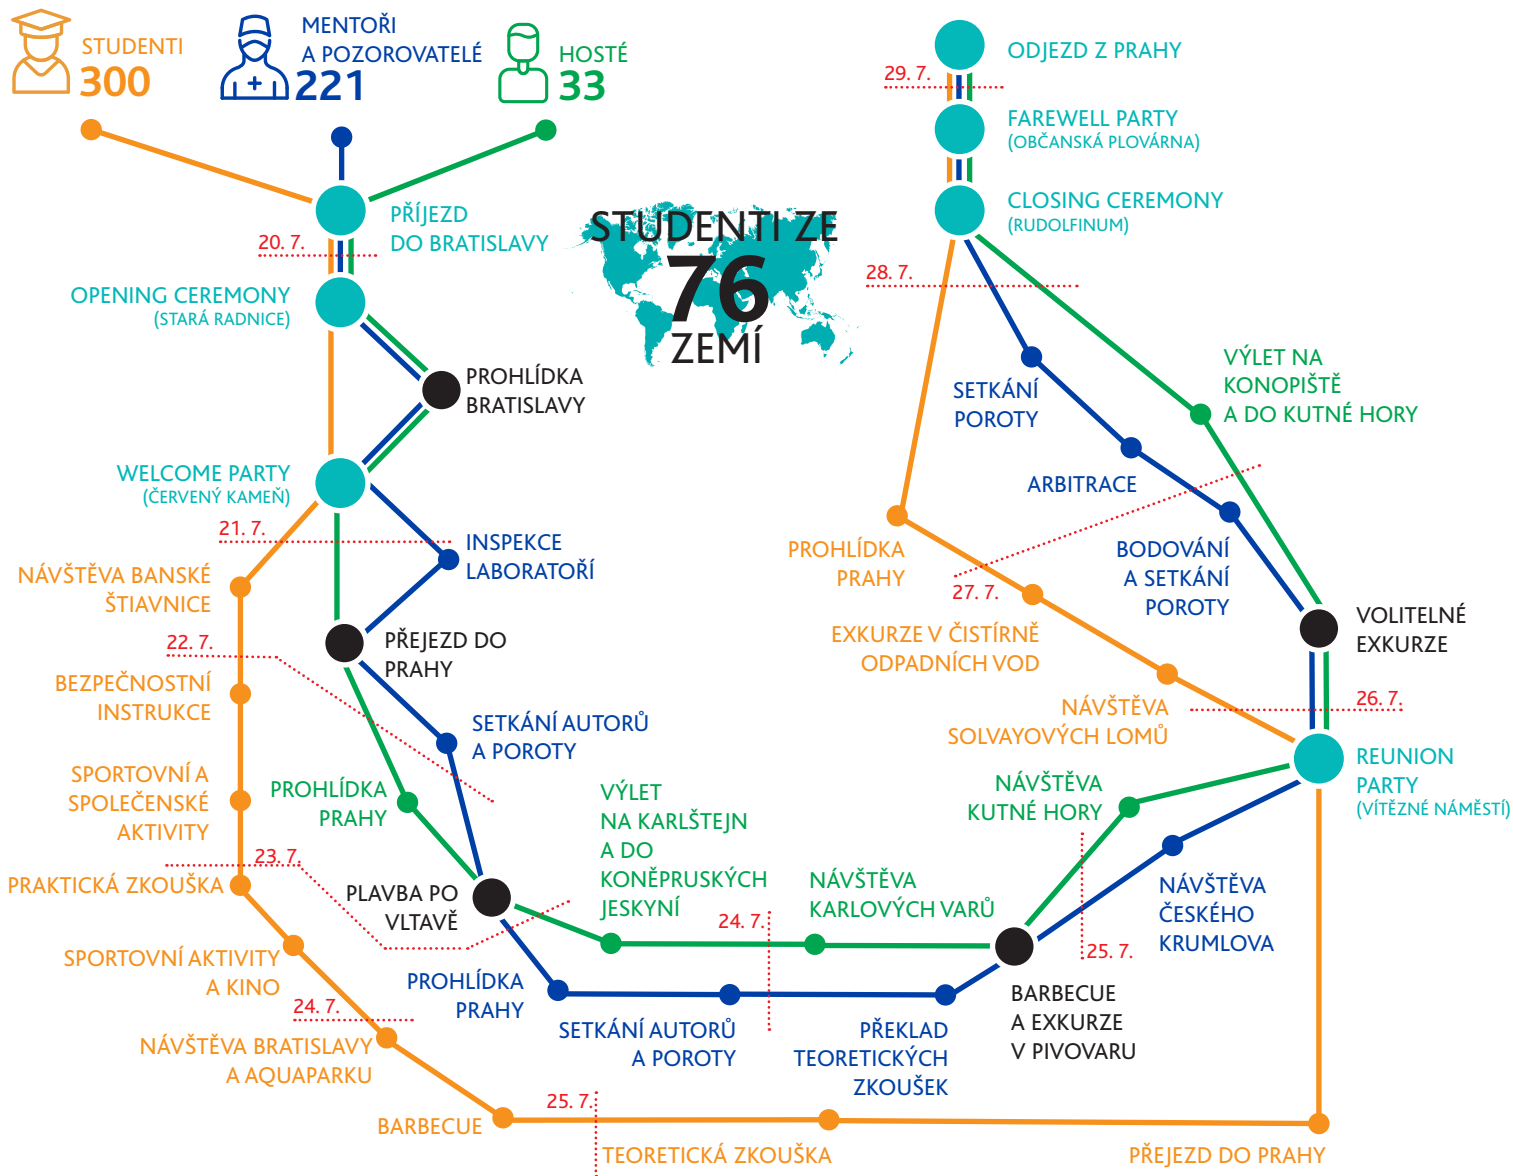 STUDENTI
300
MENTOŘI
A POZOROVATELÉ
221
HOSTÉ
33
PŘÍJEZD
DO BRATISLAVY
20. 7.
OPENING CEREMONY
(STARÁ RADNICE)
PROHLÍDKA
BRATISLAVY
WELCOME PARTY
(ČERVENÝ KAMEŇ)
21. 7.
INSPEKCE
LABORATOŘÍ
NÁVŠTĚVA BANSKÉ
ŠTIAVNICE
22. 7.
PŘEJEZD DO
PRAHY
BEZPEČNOSTNÍ
INSTRUKCE
SETKÁNÍ AUTORŮ
A POROTY
SPORTOVNÍ A
SPOLEČENSKÉ
AKTIVITY
PROHLÍDKA
PRAHY
23. 7.
PRAKTICKÁ ZKOUŠKA
PLAVBA PO
VLTAVĚ
VÝLET
NA KARLŠTEJN
A DO
KONĚPRUSKÝCH
JESKYNÍ
24. 7.
NÁVŠTĚVA
KARLOVÝCH VARŮ
SPORTOVNÍ AKTIVITY
A KINO
PROHLÍDKA
PRAHY
24. 7.
NÁVŠTĚVA BRATISLAVY
A AQUAPARKU
SETKÁNÍ AUTORŮ
A POROTY
PŘEKLAD
TEORETICKÝCH
ZKOUŠEK
BARBECUE
A EXKURZE
V PIVOVARU
BARBECUE
25. 7.
TEORETICKÁ ZKOUŠKA
PŘEJEZD DO PRAHY
STUDENTI ZE
76
ZEMÍ
ODJEZD Z PRAHY
29. 7.
FAREWELL PARTY
(OBČANSKÁ PLOVÁRNA)
CLOSING CEREMONY
(RUDOLFINUM)
28. 7.
SETKÁNÍ
POROTY
VÝLET NA
KONOPIŠTĚ
A DO KUTNÉ HORY
ARBITRACE
PROHLÍDKA
PRAHY
27. 7.
BODOVÁNÍ
A SETKÁNÍ
POROTY
EXKURZE V ČISTÍRNĚ
ODPADNÍCH VOD
VOLITELNÉ
EXKURZE
NÁVŠTĚVA
SOLVAYOVÝCH LOMŮ
26. 7.
REUNION
PARTY
(VÍTĚZNÉ NÁMĚSTÍ)
NÁVŠTĚVA
KUTNÉ HORY
NÁVŠTĚVA
ČESKÉHO
KRUMLOVA
25. 7.